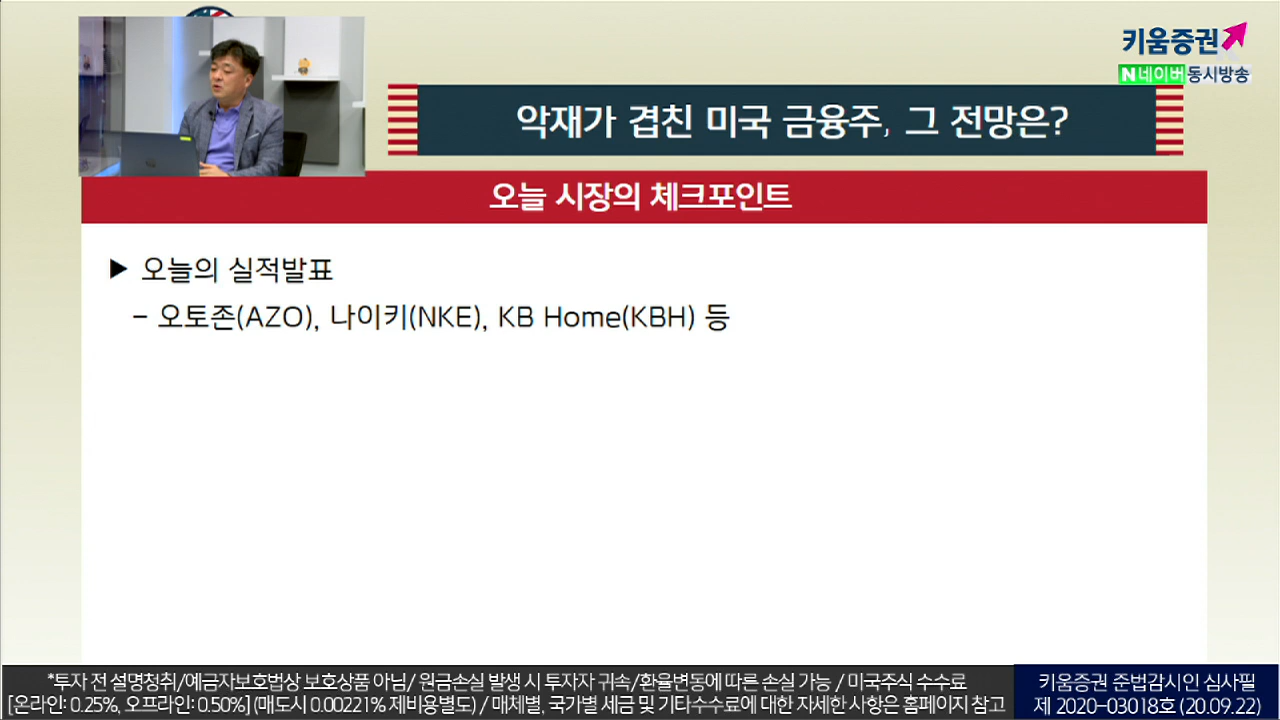 키움증권
N 네이버 동시방송
악재가 겹친 미국 금융주, 그 전망은?
오늘 시장의 체크포인트
▶ 오늘의 실적발표
- 오토존(AZO), 나이키(NKE), KB Home(KBH) 등
*투자 전 설명청취/예금자보호법상 보호상품 아님/ 원금손실 발생 시 투자자 귀속/환율변동에 따른 손실 가능 / 미국주식 수수료
[온라인: 0.25%, 오프라인: 0.50%] (매도시 0.00221% 제비용별도) / 매체별, 국가별 세금 및 기타수수료에 대한 자세한 사항은 홈페이지 참고
키움증권 준법감시인 심사필
제 2020-03018호 (20.09.22)